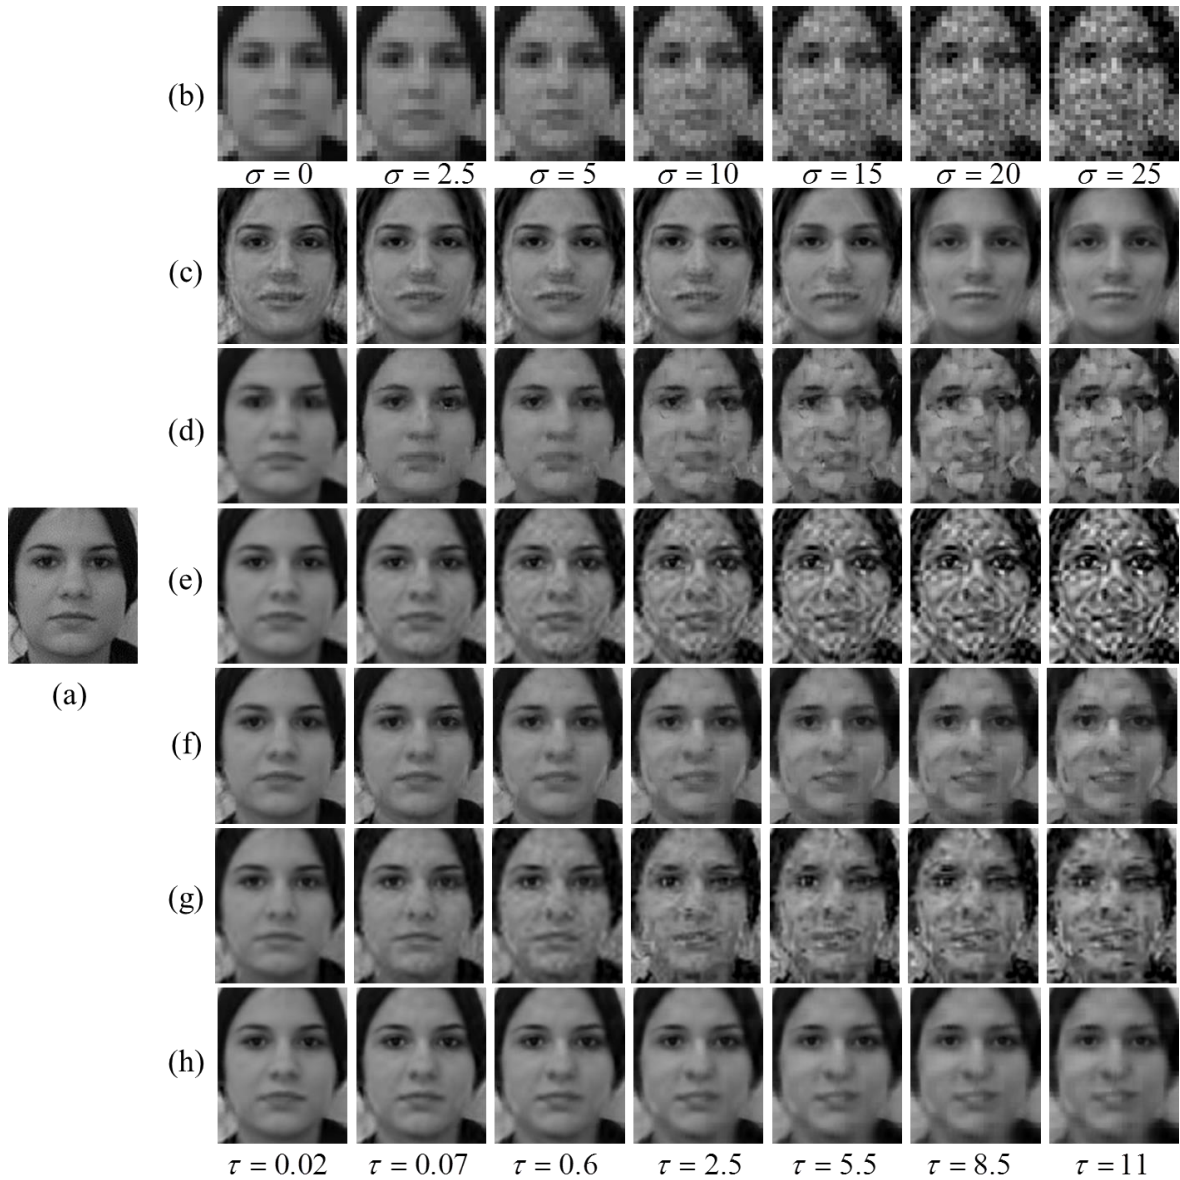 (b)
σ = 0 σ = 2.5 σ = 5 σ = 10 σ = 15 σ = 20 σ = 25
(c)
(d)
(e)
(a)
(f)
(g)
(h)
τ = 0.02 τ = 0.07 τ = 0.6 τ = 2.5 τ = 5.5 τ = 8.5 τ = 11